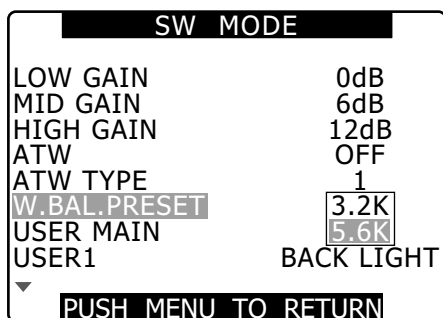 SW MODE
LOW GAIN 0dB
MID GAIN 6dB
HIGH GAIN 12dB
ATW OFF
ATW TYPE 1
W.BAL.PRESET 3.2K
USER MAIN 5.6K
USER1 BACK LIGHT
PUSH MENU TO RETURN